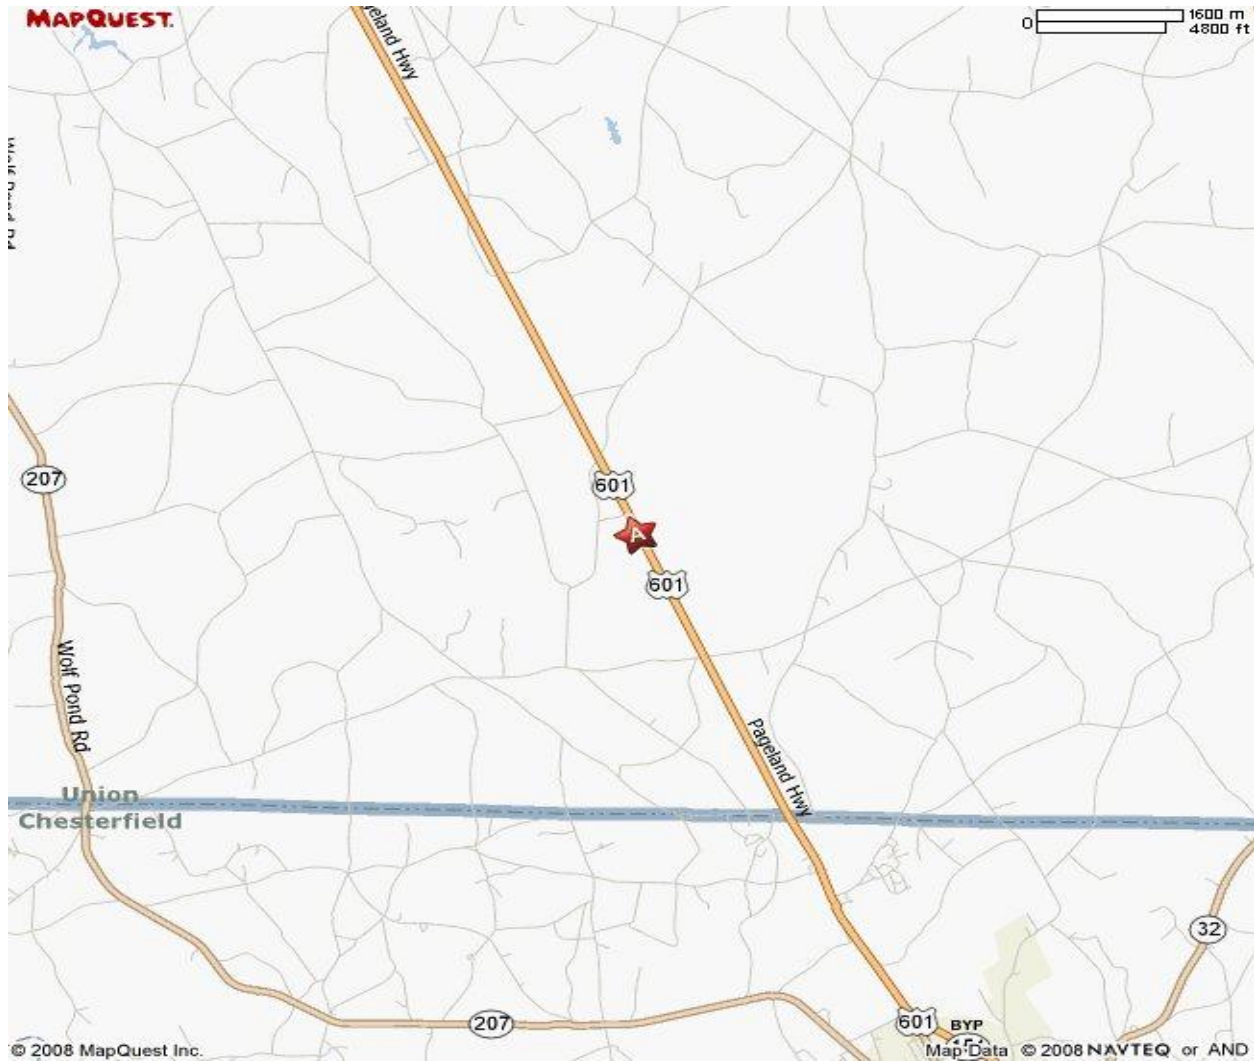 MAPQUEST.
0
1600 m
4800 ft
Hwy
207
601
A
601
Wolf Pond Rd
Pageland Hwy
Union
Chesterfield
32
207
601
BYP
© 2008 MapQuest Inc.
Map Data © 2008 NAVTEQ or AND